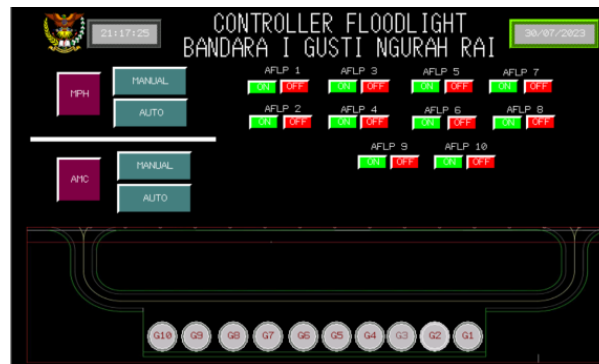 21:17:25
CONTROLLER FLOODLIGHT
BANDARA I GUSTI NGURAH RAI
30/07/2023
MPH
MANUAL
AUTO
AFLP 1 AFLP 3 AFLP 5 AFLP 7
ON OFF ON OFF ON OFF ON OFF
AFLP 2 AFLP 4 AFLP 6 AFLP 8
ON OFF ON OFF ON OFF ON OFF
AFLP 9 AFLP 10
ON OFF ON OFF
AMC
MANUAL
AUTO
G10 G9 G8 G7 G6 G5 G4 G3 G2 G1